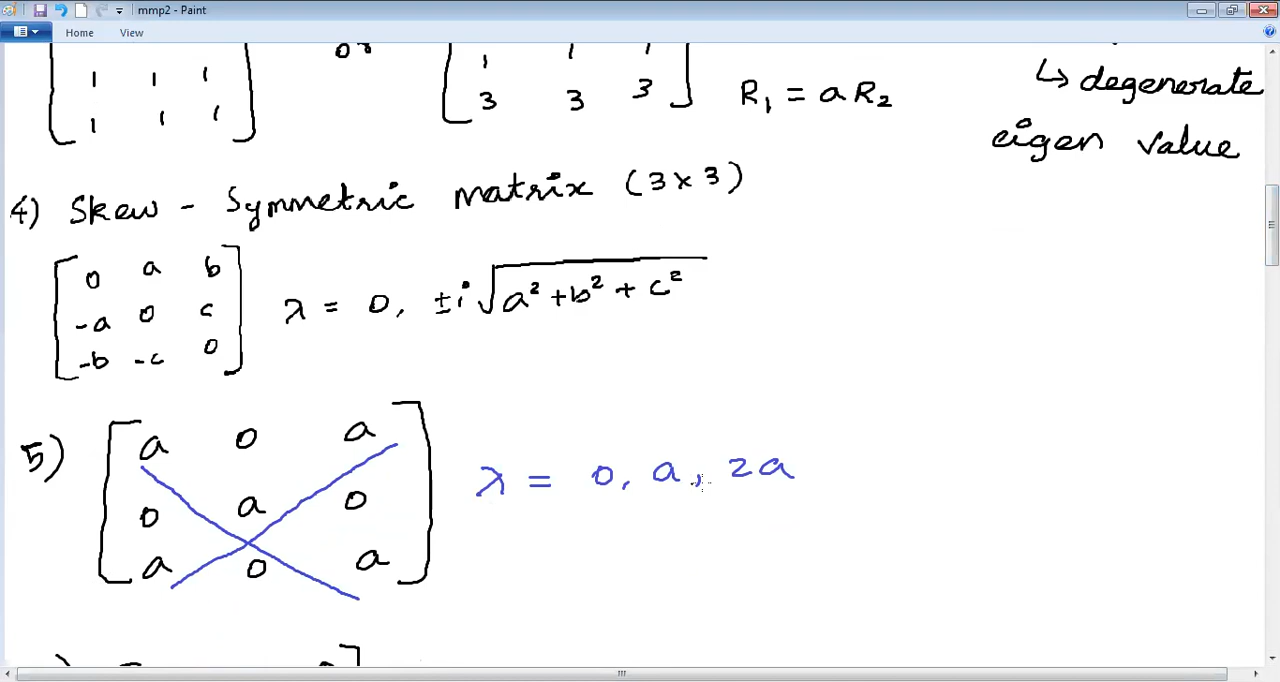 mmp2 - Paint
Home View
1 1 1 or 1 1 1
1 1 1 3 3 3 R₁ = aR₂
↳ degenerate
eigen value
4) Skew - Symmetric matrix (3×3)
0 a b
-a 0 c λ = 0, ±i√a²+b²+c²
-b -c 0
5) a 0 a
0 a 0 λ = 0, a, 2a
a 0 a